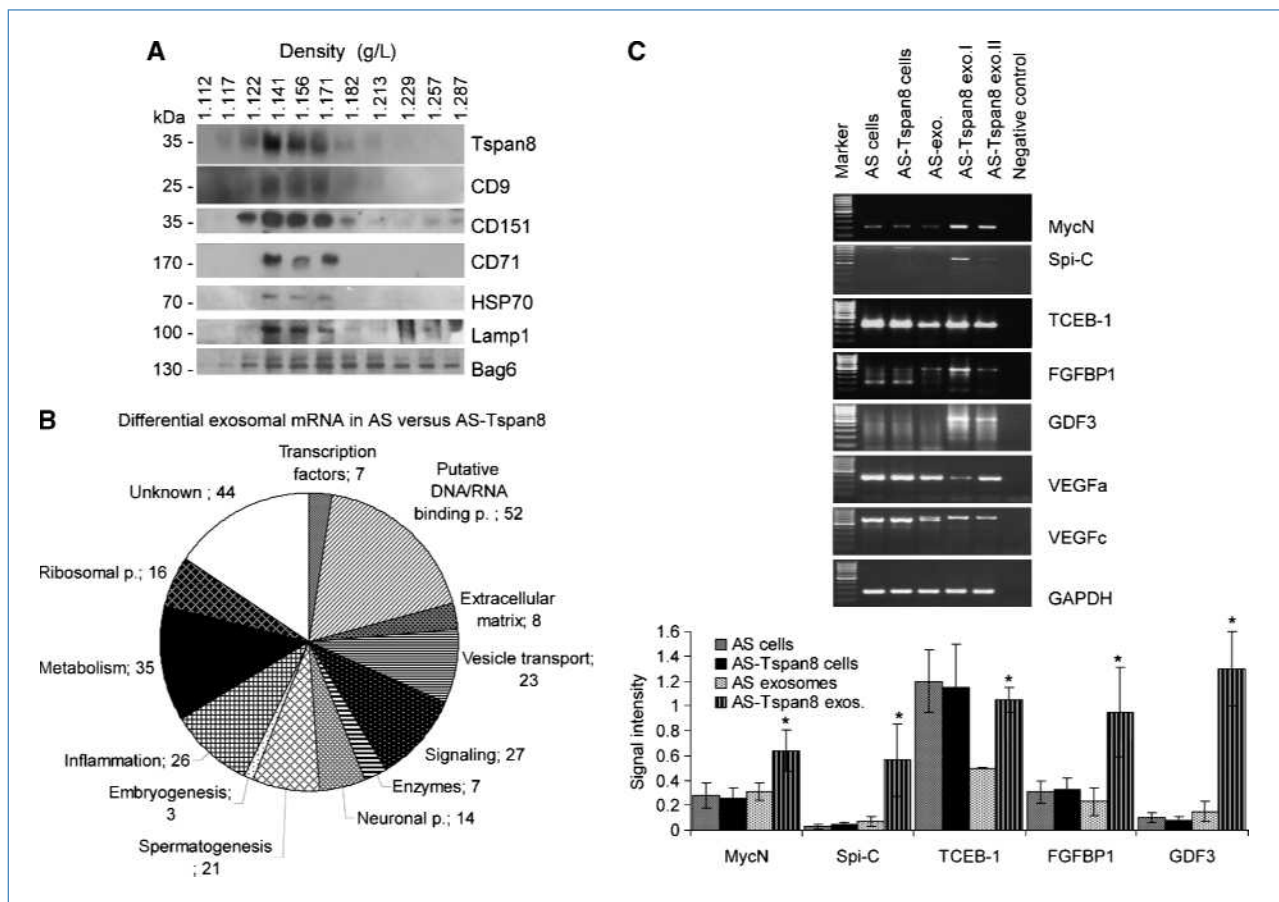 A
Density (g/L)
1.112
1.117
1.122
1.141
1.156
1.171
1.182
1.213
1.229
1.257
1.287
kDa
35 - Tspan8
25 - CD9
35 - CD151
170 - CD71
70 - HSP70
100 - Lamp1
130 - Bag6
B
Differential exosomal mRNA in AS versus AS-Tspan8
Transcription
factors; 7
Putative
DNA/RNA
binding p. ; 52
Extracellular
matrix; 8
Vesicle transport;
23
Signaling; 27
Enzymes; 7
Neuronal p.; 14
Spermatogenesis
; 21
Embryogenesis;
3
Inflammation; 26
Metabolism; 35
Ribosomal p.; 16
Unknown ; 44
C
Marker
AS cells
AS-Tspan8 cells
AS-exo.
AS-Tspan8 exo.I
AS-Tspan8 exo.II
Negative control
MycN
Spi-C
TCEB-1
FGFBP1
GDF3
VEGFa
VEGFc
GAPDH
Signal intensity
1.6
1.4
1.2
1
0.8
0.6
0.4
0.2
0
AS cells
AS-Tspan8 cells
AS exosomes
AS-Tspan8 exos.
*
*
*
*
*
MycN
Spi-C
TCEB-1
FGFBP1
GDF3